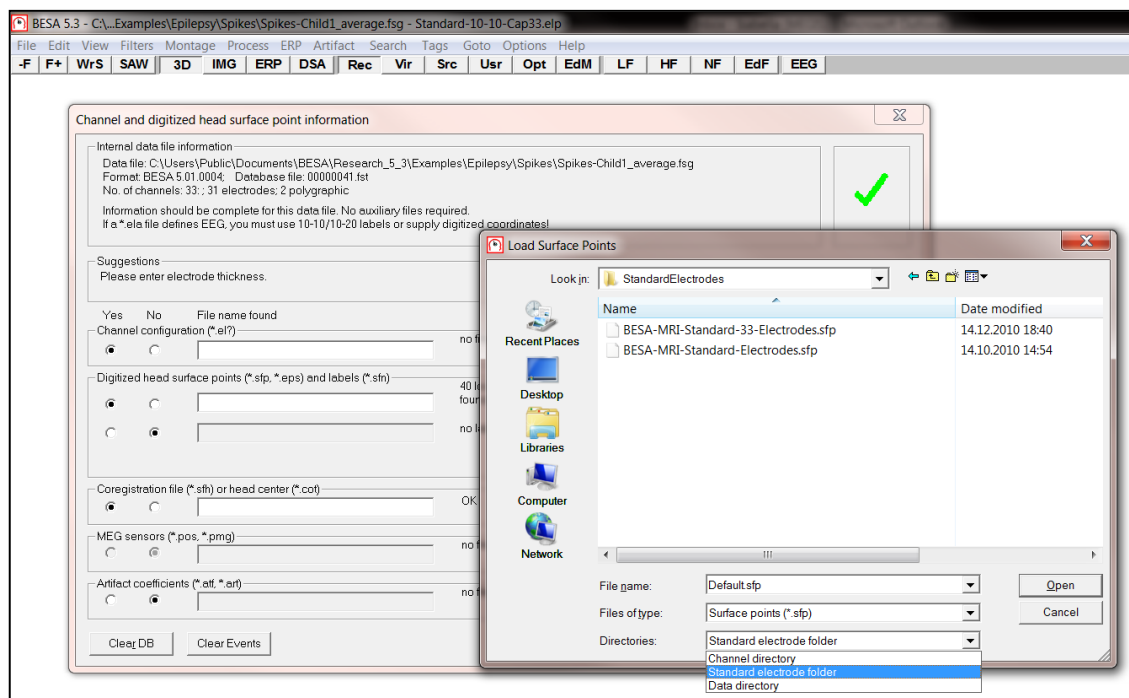 BESA 5.3 - C:\...Examples\Epilepsy\Spikes\Spikes-Child1_average.fsg - Standard-10-10-Cap33.elp
File Edit View Filters Montage Process ERP Artifact Search Tags Goto Options Help
-F F+ WrS SAW 3D IMG ERP DSA Rec Vir Src Usr Opt EdM LF HF NF EdF EEG
Channel and digitized head surface point information
Internal data file information
Data file: C:\Users\Public\Documents\BESA\Research_5_3\Examples\Epilepsy\Spikes\Spikes-Child1_average.fsg
Format: BESA 5.01.0004; Database file: 00000041.fst
No. of channels: 33: ; 31 electrodes; 2 polygraphic
Information should be complete for this data file. No auxiliary files required.
If a *.ela file defines EEG, you must use 10-10/10-20 labels or supply digitized coordinates!
Suggestions
Please enter electrode thickness.
Yes No File name found
Channel configuration (*.el?)
no fi
Digitized head surface points (*.sfp, *.eps) and labels (*.sfn)
40 l
four
no l
Coregistration file (*.sfh) or head center (*.cot)
OK
MEG sensors (*.pos, *.pmg)
no f
Artifact coefficients (*.atf, *.art)
no f
Clear DB Clear Events
Load Surface Points
Look in: StandardElectrodes
Name Date modified
BESA-MRI-Standard-33-Electrodes.sfp 14.12.2010 18:40
BESA-MRI-Standard-Electrodes.sfp 14.10.2010 14:54
Recent Places
Desktop
Libraries
Computer
Network
File name: Default.sfp Open
Files of type: Surface points (*.sfp) Cancel
Directories: Standard electrode folder
Channel directory
Standard electrode folder
Data directory